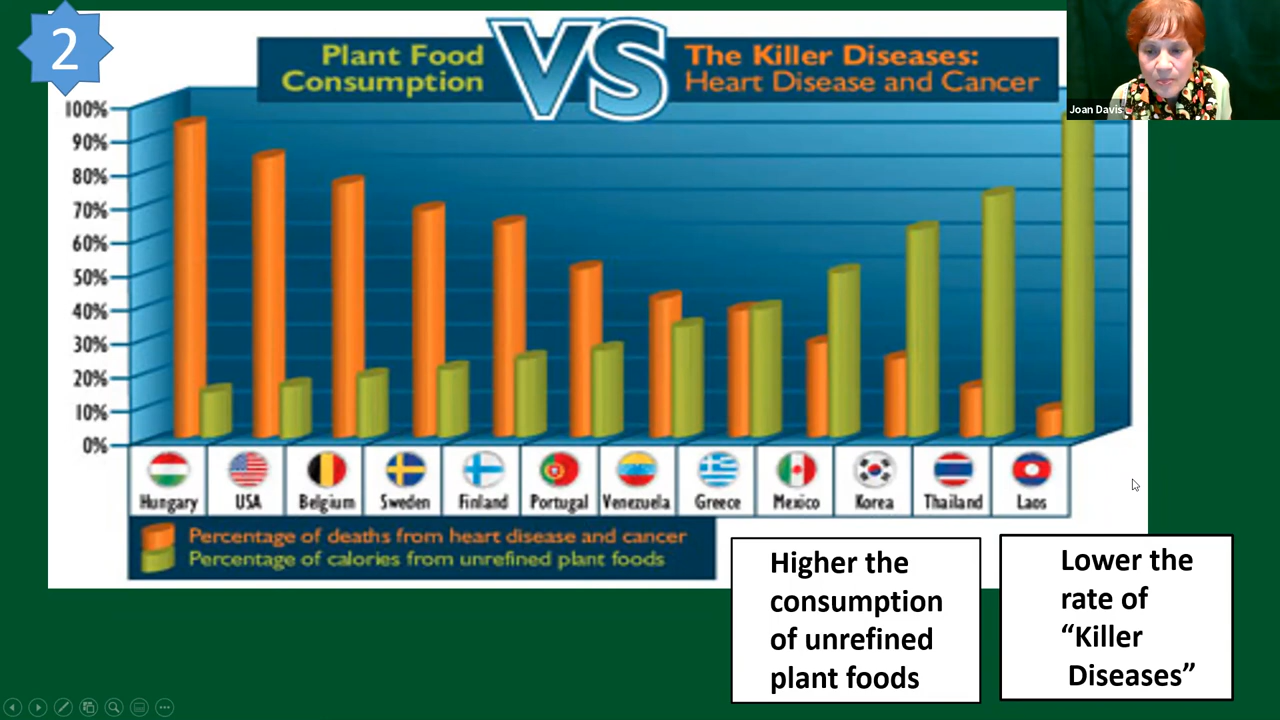 2
Plant Food
Consumption
VS
The Killer Diseases:
Heart Disease and Cancer
Joan Davis
100%
90%
80%
70%
60%
50%
40%
30%
20%
10%
0%
Hungary USA Belgium Sweden Finland Portugal Venezuela Greece Mexico Korea Thailand Laos
Percentage of deaths from heart disease and cancer
Percentage of calories from unrefined plant foods
Higher the
consumption
of unrefined
plant foods
Lower the
rate of
“Killer
Diseases”